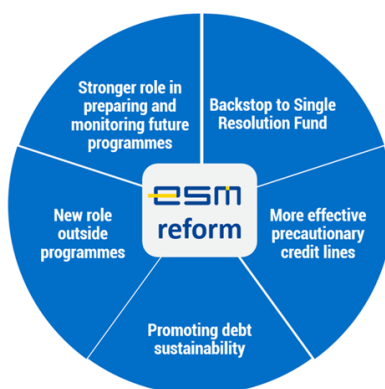 Stronger role in
preparing and
monitoring future
programmes
Backstop to Single
Resolution Fund
New role
outside
programmes
esm
reform
More effective
precautionary
credit lines
Promoting debt
sustainability